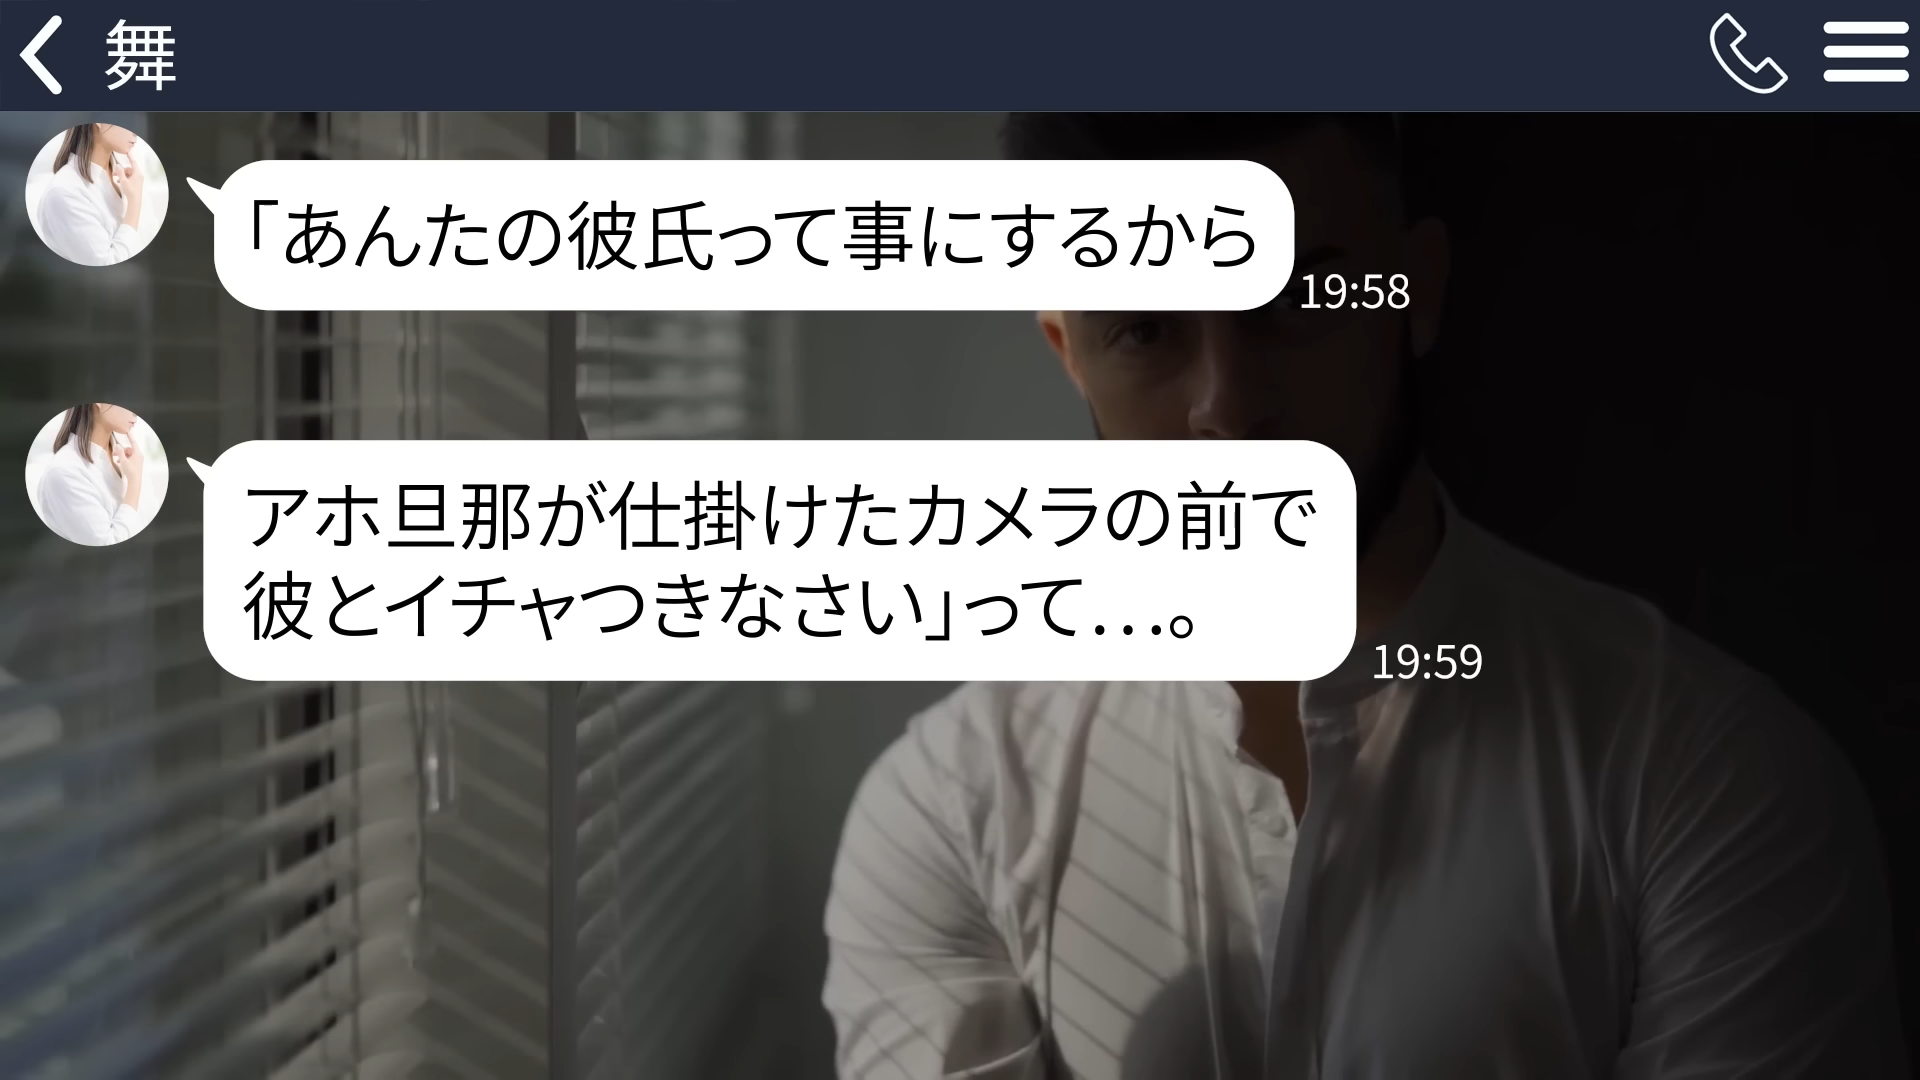 舞
「あんたの彼氏って事にするから
19:58
アホ旦那が仕掛けたカメラの前で
彼とイチャつきなさい」って…。
19:59